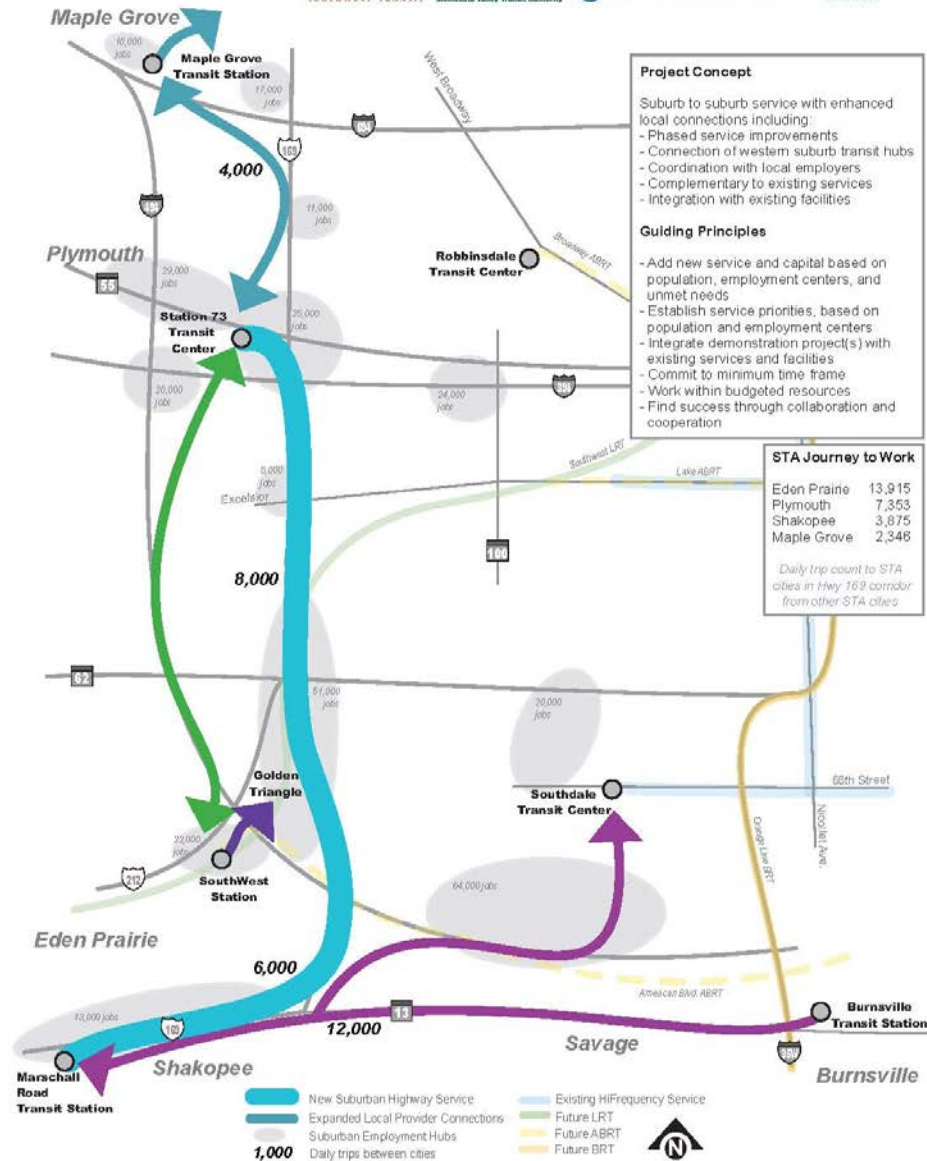 SOUTHWEST TRANSIT
Minnesota Valley Transit Authority
Maple Grove
10,000
jobs
Maple Grove
Transit Station
17,000
jobs
169
494
4,000
11,000
jobs
West Broadway
Broadway ABRT
Robbinsdale
Transit Center
Project Concept
Suburb to suburb service with enhanced
local connections including:
- Phased service improvements
- Connection of western suburb transit hubs
- Coordination with local employers
- Complementary to existing services
- Integration with existing facilities
Guiding Principles
- Add new service and capital based on
population, employment centers, and
unmet needs
- Establish service priorities, based on
population and employment centers
- Integrate demonstration project(s) with
existing services and facilities
- Commit to minimum time frame
- Work within budgeted resources
- Find success through collaboration and
cooperation
Plymouth
55
29,000
jobs
Station 73
Transit
Center
25,000
jobs
20,000
jobs
24,000
jobs
394
STA Journey to Work
Eden Prairie 13,915
Plymouth 7,353
Shakopee 3,875
Maple Grove 2,346
Daily trip count to STA
cities in Hwy 169 corridor
from other STA cities
Southwest LRT
Lake ABRT
5,000
jobs
Excelsior
100
8,000
62
51,000
jobs
20,000
jobs
66th Street
Southdale
Transit Center
Nicollet Ave.
Orange Line BRT
Golden
Triangle
22,000
jobs
212
SouthWest
Station
64,000 jobs
Eden Prairie
6,000
American Blvd. ABRT
13,000 jobs
169
12,000
13
Savage
Burnsville
Transit Station
35W
Burnsville
Shakopee
Marschall
Road
Transit Station
New Suburban Highway Service
Expanded Local Provider Connections
Suburban Employment Hubs
1,000 Daily trips between cities
Existing HiFrequency Service
Future LRT
Future ABRT
Future BRT
N